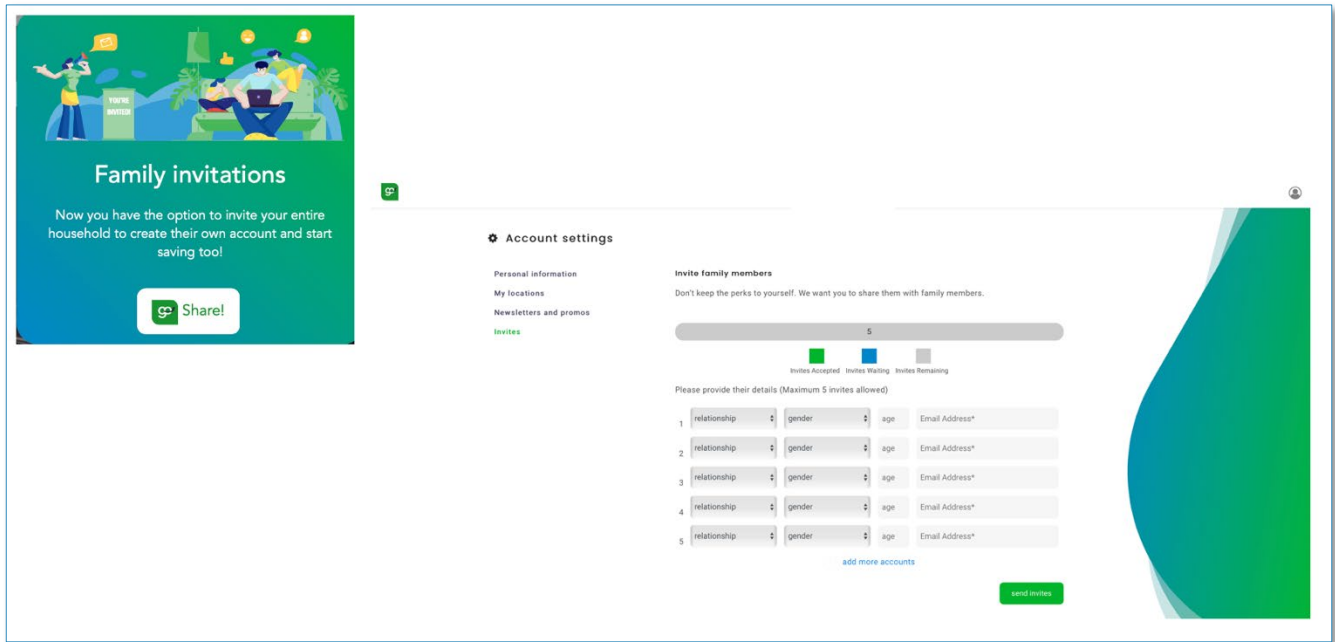 YOU'RE
INVITED!
Family invitations
Now you have the option to invite your entire
household to create their own account and start
saving too!
go Share!
go
Account settings
Personal information
My locations
Newsletters and promos
Invites
Invite family members
Don't keep the perks to yourself. We want you to share them with family members.
5
Invites Accepted Invites Waiting Invites Remaining
Please provide their details (Maximum 5 invites allowed)
1 relationship gender age Email Address*
2 relationship gender age Email Address*
3 relationship gender age Email Address*
4 relationship gender age Email Address*
5 relationship gender age Email Address*
add more accounts
send invites